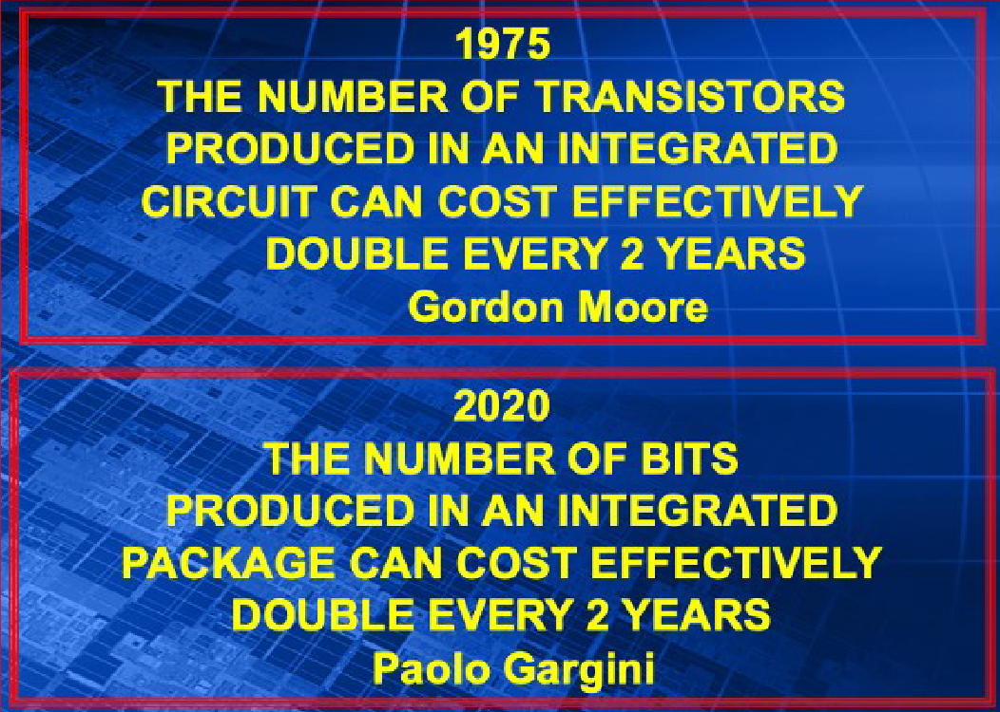 1975
THE NUMBER OF TRANSISTORS
PRODUCED IN AN INTEGRATED
CIRCUIT CAN COST EFFECTIVELY
DOUBLE EVERY 2 YEARS
Gordon Moore
2020
THE NUMBER OF BITS
PRODUCED IN AN INTEGRATED
PACKAGE CAN COST EFFECTIVELY
DOUBLE EVERY 2 YEARS
Paolo Gargini